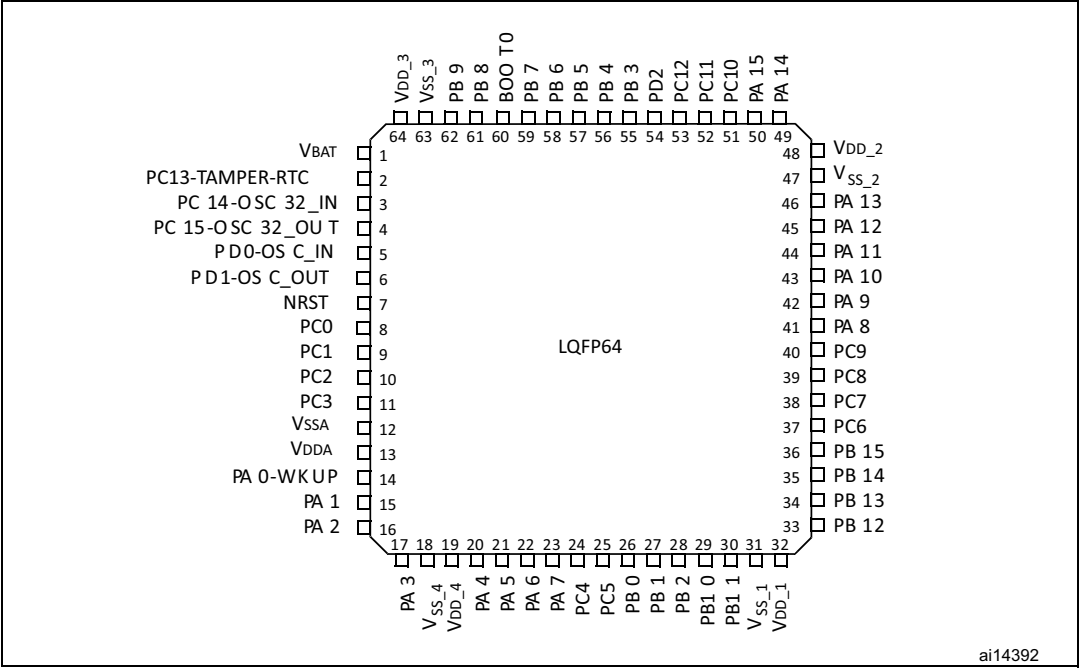 VDD_3
VSS_3
PB 9
PB 8
BOO T0
PB 7
PB 6
PB 5
PB 4
PB 3
PD2
PC12
PC11
PC10
PA 15
PA 14
64 63 62 61 60 59 58 57 56 55 54 53 52 51 50 49
VBAT 1
PC13-TAMPER-RTC 2
PC 14-O SC 32_IN 3
PC 15-O SC 32_OU T 4
P D0-OS C_IN 5
P D1-OS C_OUT 6
NRST 7
PC0 8
PC1 9
PC2 10
PC3 11
VSSA 12
VDDA 13
PA 0-WK UP 14
PA 1 15
PA 2 16
LQFP64
48 VDD_2
47 VSS_2
46 PA 13
45 PA 12
44 PA 11
43 PA 10
42 PA 9
41 PA 8
40 PC9
39 PC8
38 PC7
37 PC6
36 PB 15
35 PB 14
34 PB 13
33 PB 12
17 18 19 20 21 22 23 24 25 26 27 28 29 30 31 32
PA 3
VSS_4
VDD_4
PA 4
PA 5
PA 6
PA 7
PC4
PC5
PB 0
PB 1
PB 2
PB1 0
PB1 1
VSS_1
VDD_1
ai14392